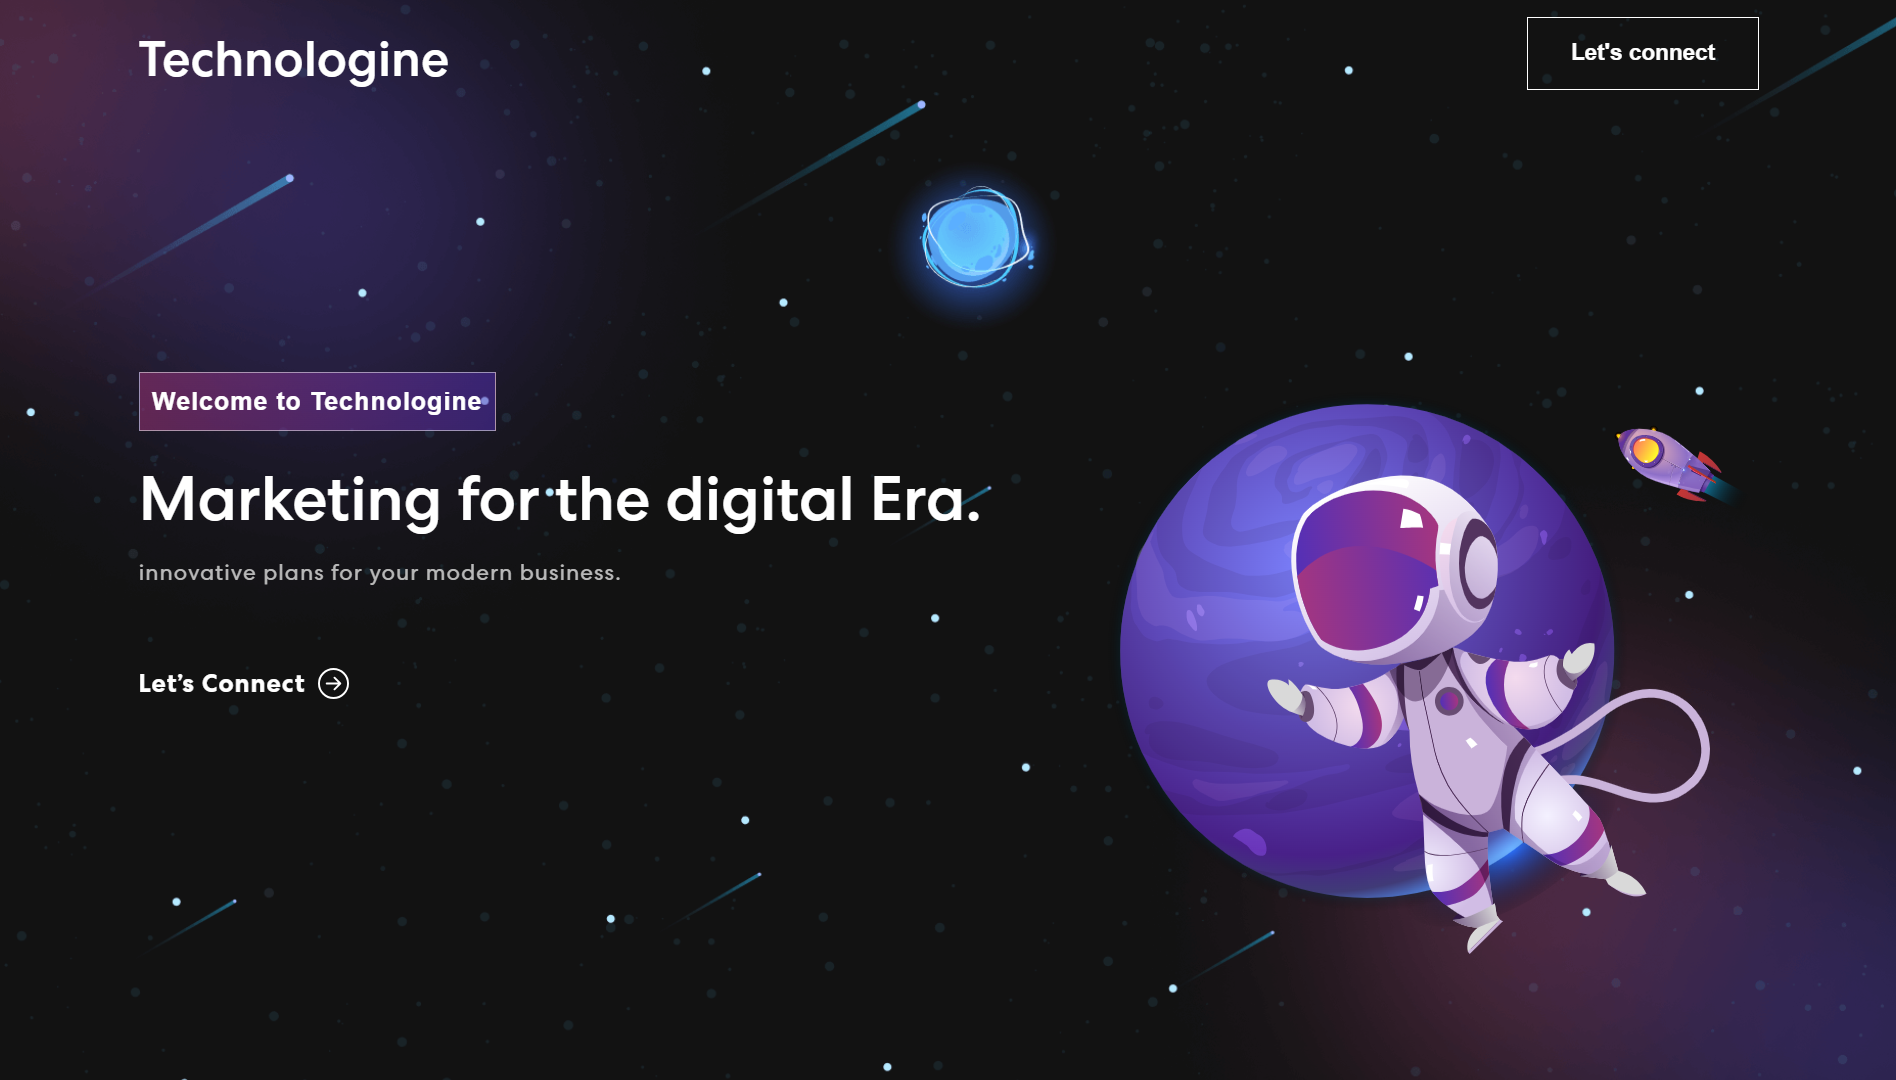 Technologine
Let's connect
Welcome to Technologine
Marketing for the digital Era.
innovative plans for your modern business.
Let’s Connect